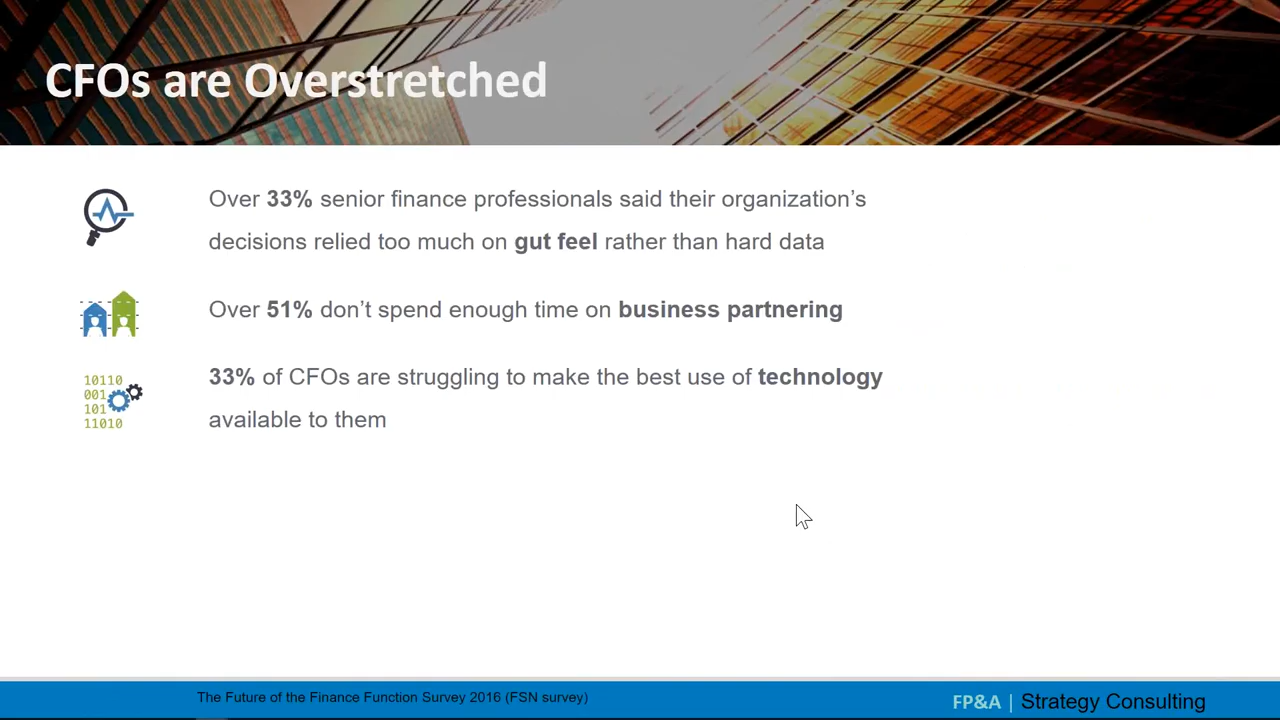 CFOs are Overstretched
Over 33% senior finance professionals said their organization’s
decisions relied too much on gut feel rather than hard data
Over 51% don’t spend enough time on business partnering
10110
001
101
11010
33% of CFOs are struggling to make the best use of technology
available to them
The Future of the Finance Function Survey 2016 (FSN survey)
FP&A | Strategy Consulting